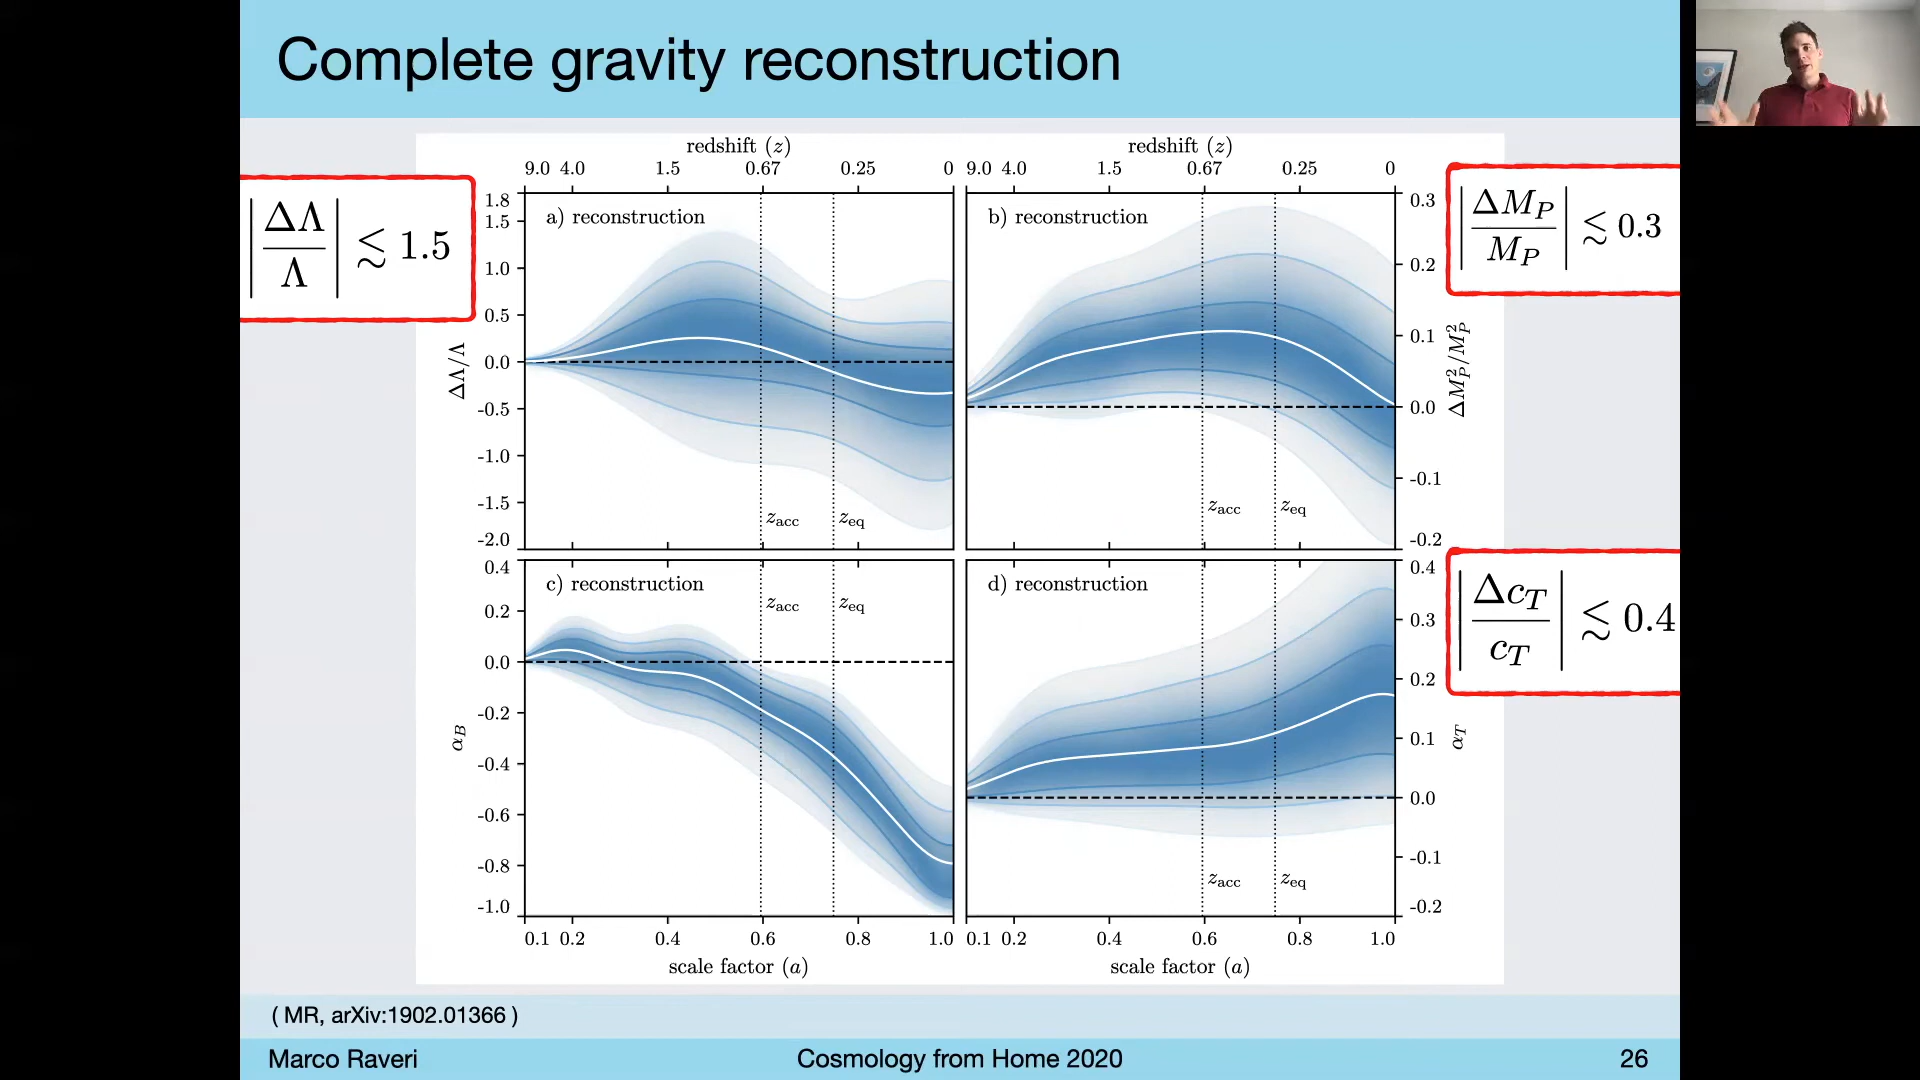 Complete gravity reconstruction
|ΔΛ/Λ| ≲ 1.5
redshift (z)
9.0 4.0 1.5 0.67 0.25 0
1.8
1.5
1.0
0.5
0.0
-0.5
-1.0
-1.5
-2.0
ΔΛ/Λ
a) reconstruction
z_acc z_eq
redshift (z)
9.0 4.0 1.5 0.67 0.25 0
b) reconstruction
z_acc z_eq
0.3
0.2
0.1
0.0
-0.1
-0.2
ΔM_P^2/M_P^2
|ΔM_P/M_P| ≲ 0.3
0.4
0.2
0.0
-0.2
-0.4
-0.6
-0.8
-1.0
α_B
c) reconstruction
z_acc z_eq
0.1 0.2 0.4 0.6 0.8 1.0
scale factor (a)
d) reconstruction
z_acc z_eq
0.4
0.3
0.2
0.1
0.0
-0.1
-0.2
α_T
0.1 0.2 0.4 0.6 0.8 1.0
scale factor (a)
|Δc_T/c_T| ≲ 0.4
( MR, arXiv:1902.01366 )
Marco Raveri Cosmology from Home 2020 26